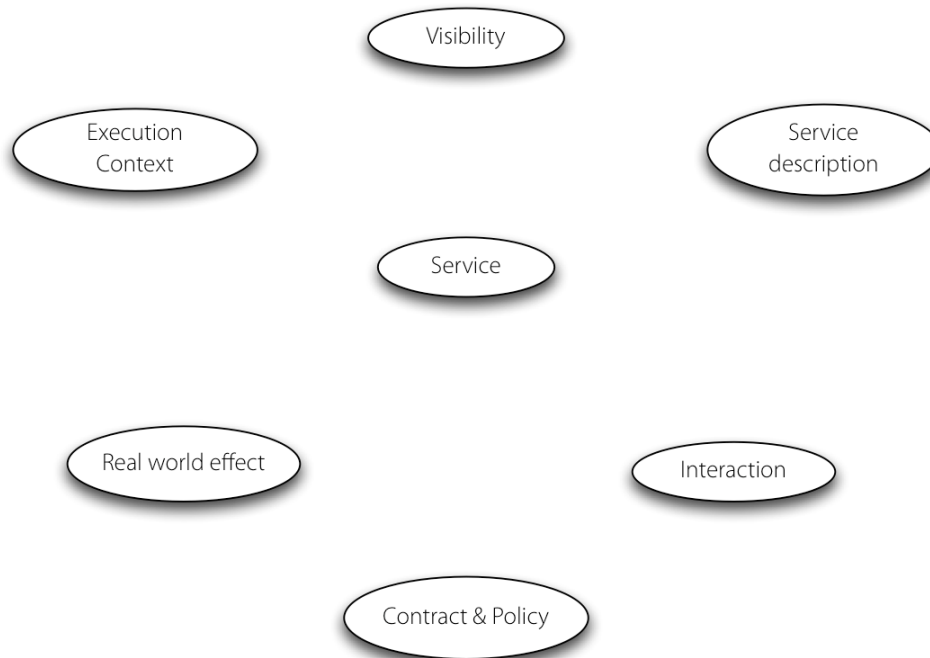 Visibility
Execution
Context
Service
description
Service
Real world effect
Interaction
Contract & Policy